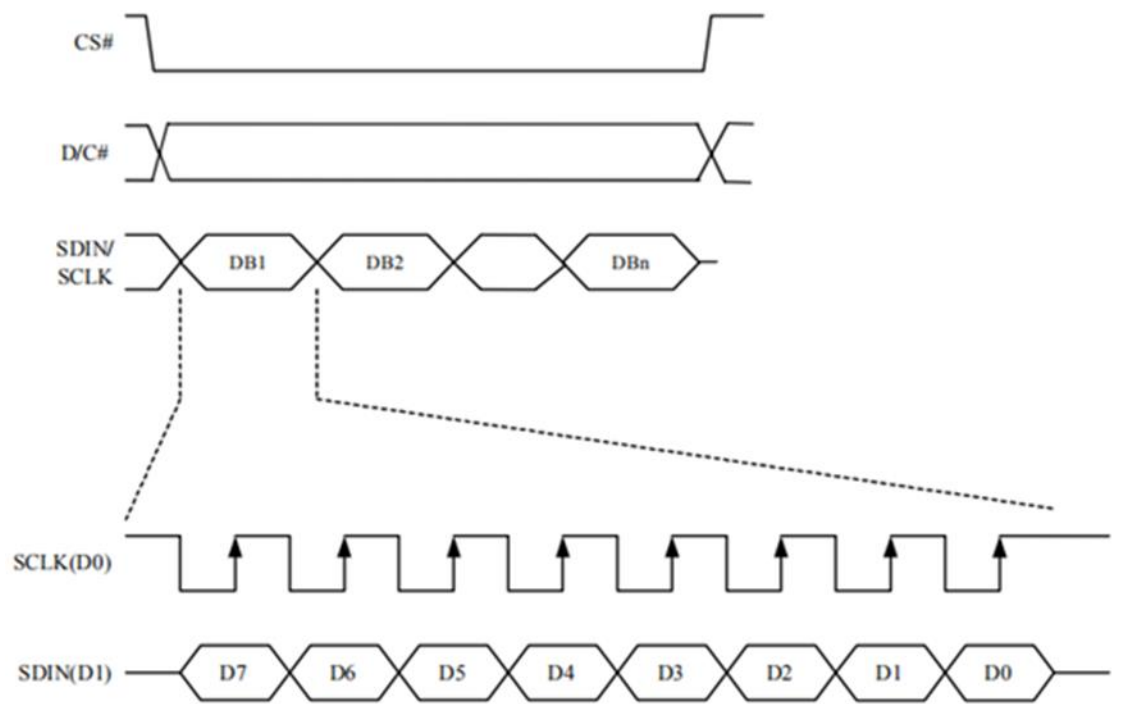 CS#
D/C#
SDIN/
SCLK
DB1 DB2 DBn
SCLK(D0)
SDIN(D1) D7 D6 D5 D4 D3 D2 D1 D0